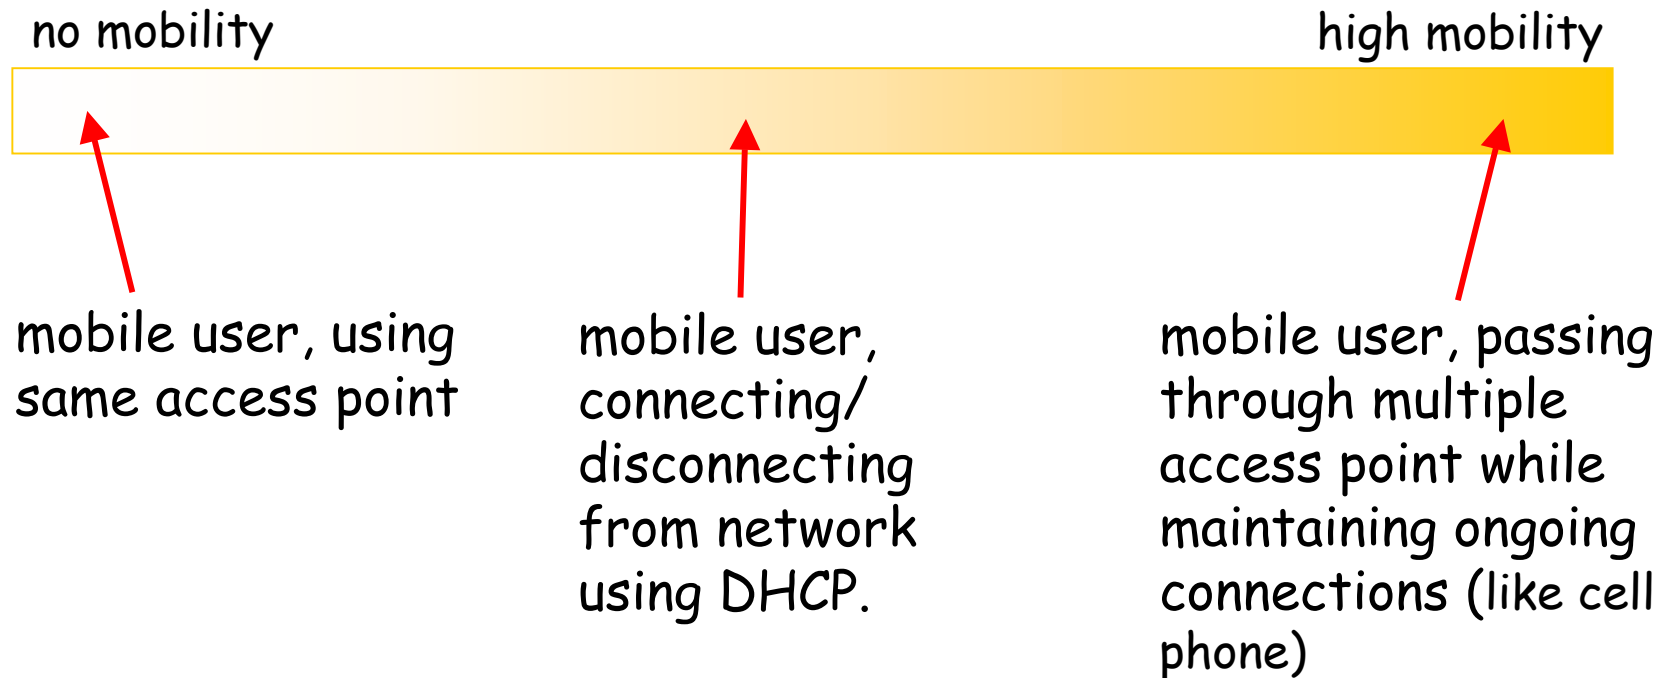 no mobility
high mobility
mobile user, using
same access point
mobile user,
connecting/
disconnecting
from network
using DHCP.
mobile user, passing
through multiple
access point while
maintaining ongoing
connections (like cell
phone)